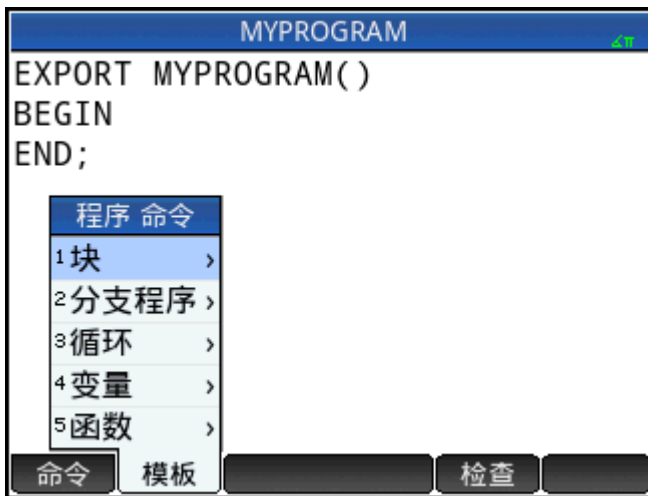 MYPROGRAM
∡π
EXPORT MYPROGRAM()
BEGIN
END;
程序 命令
1块 ›
2分支程序 ›
3循环 ›
4变量 ›
5函数 ›
命令 模板 检查